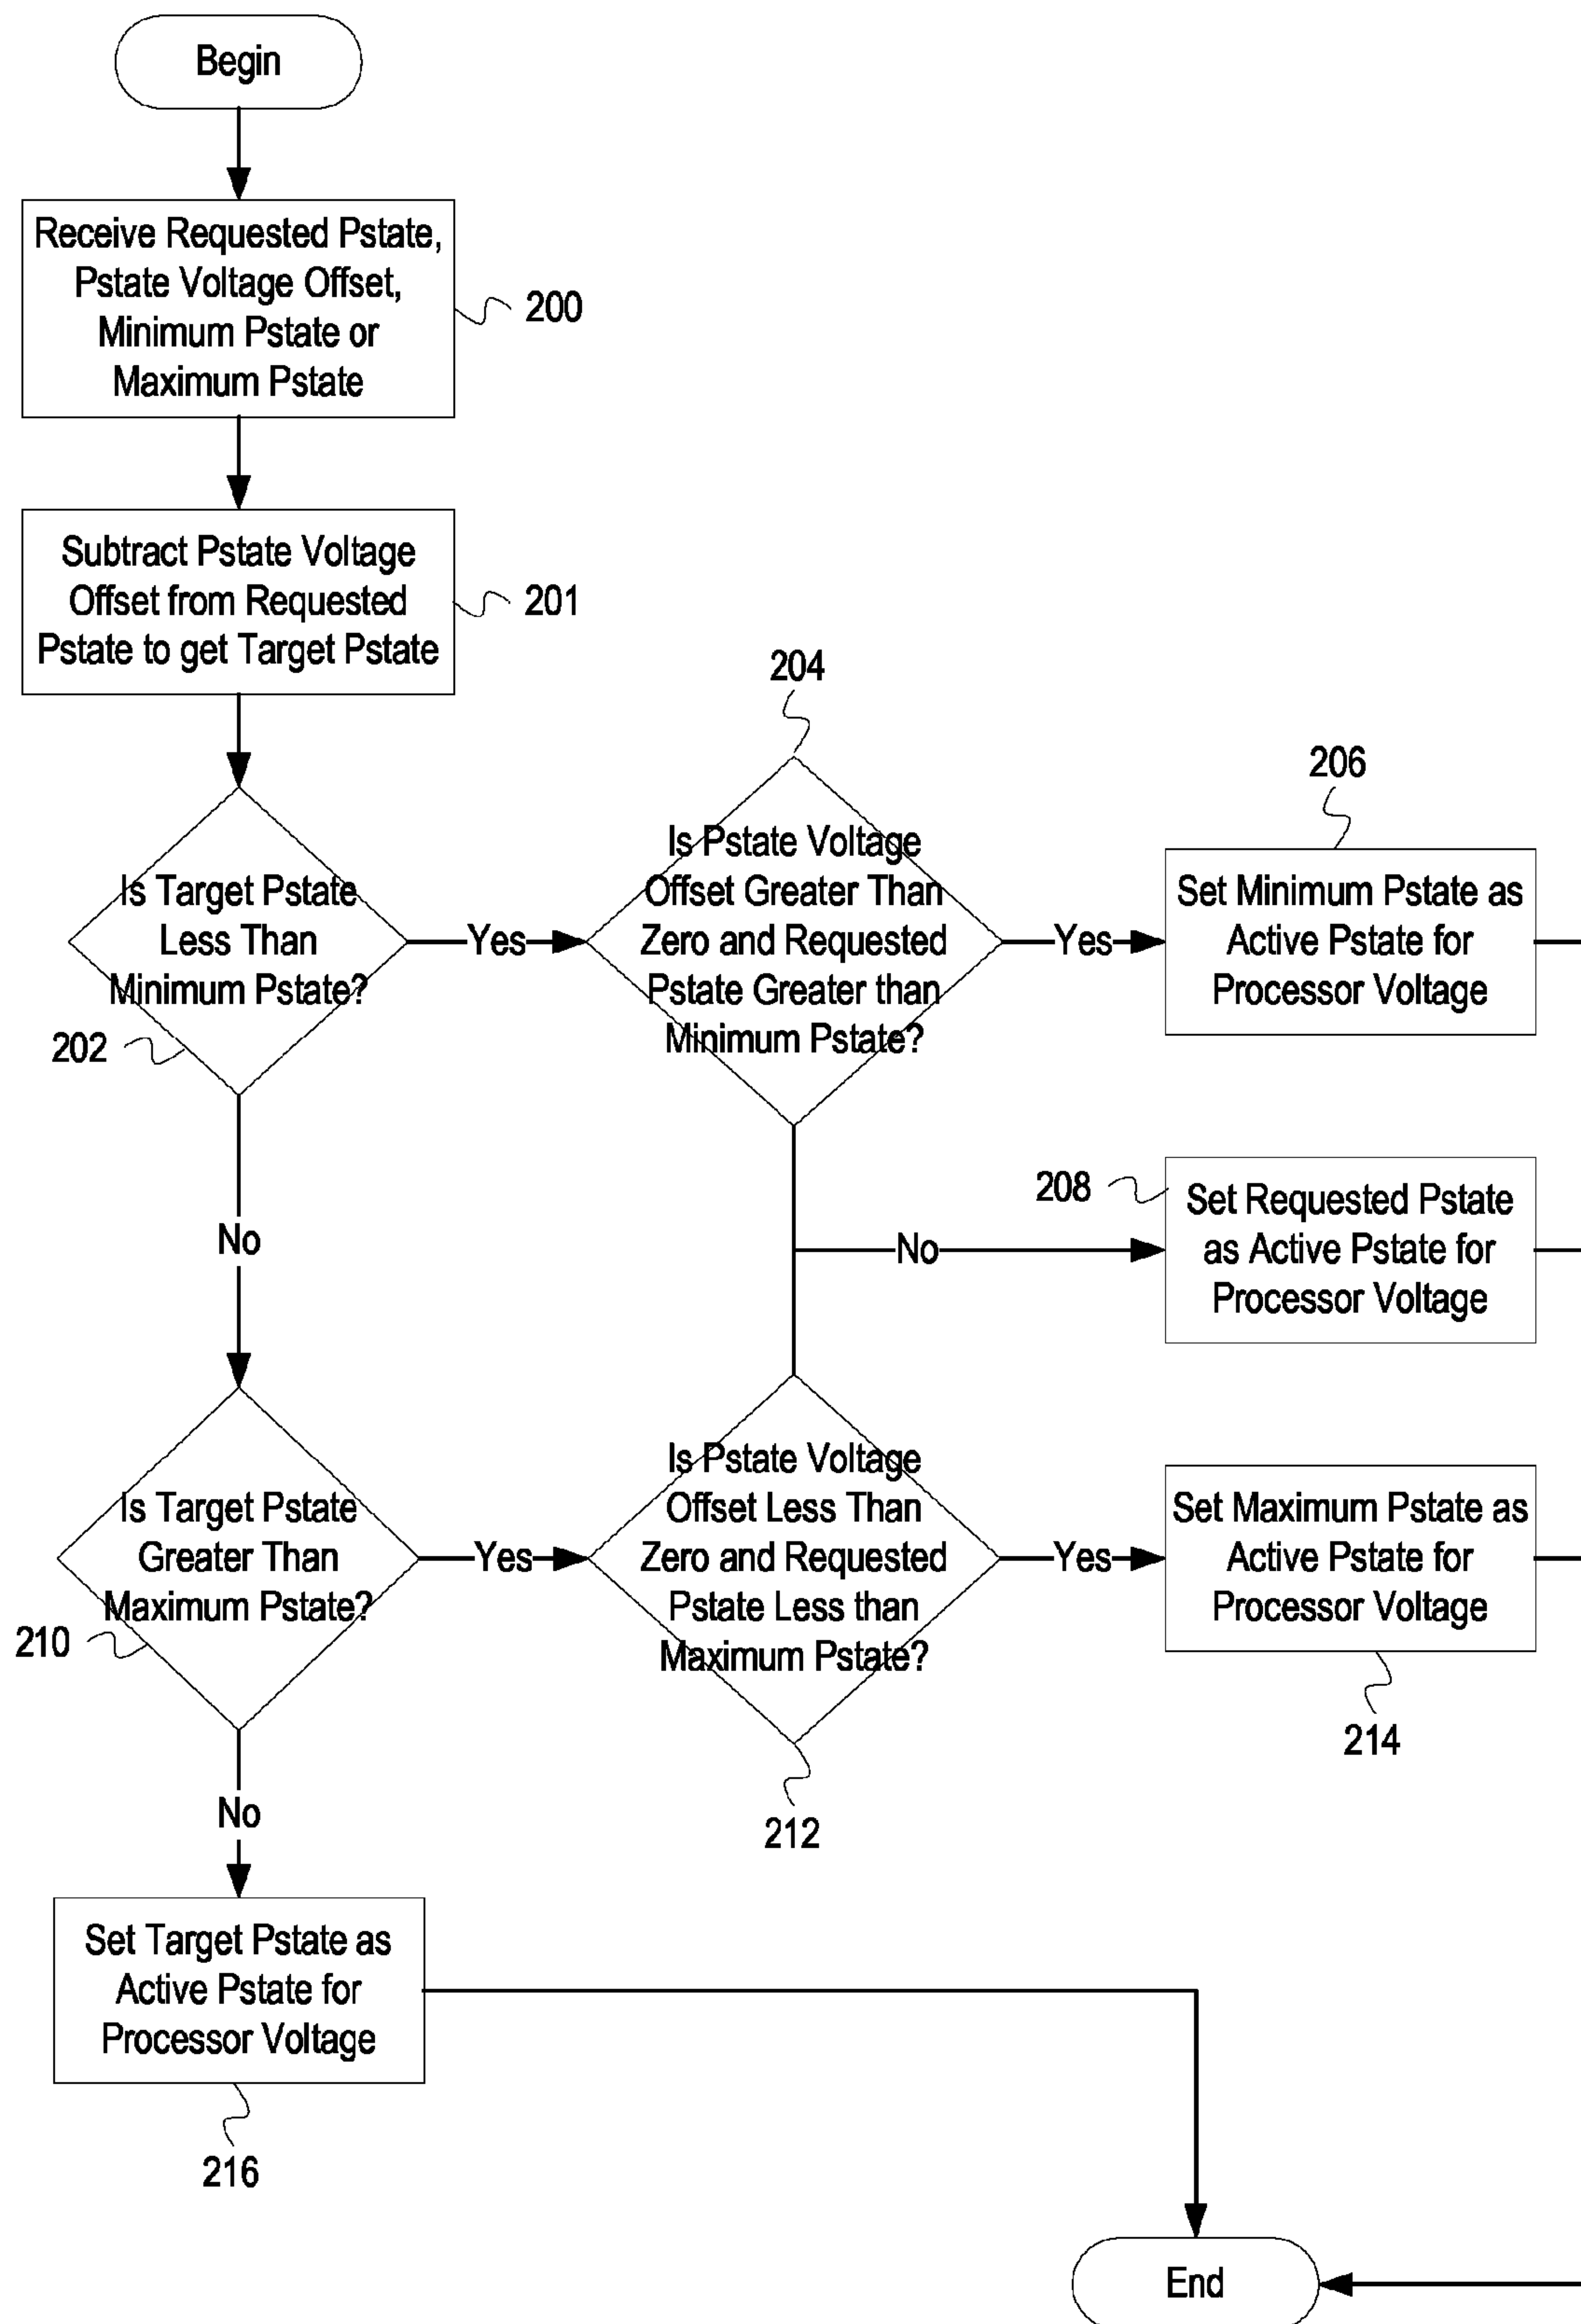 Begin
Receive Requested Pstate,
Pstate Voltage Offset,
Minimum Pstate or
Maximum Pstate
200
Subtract Pstate Voltage
Offset from Requested
Pstate to get Target Pstate
201
204
206
Is Target Pstate
Less Than
Minimum Pstate?
202
Yes
Is Pstate Voltage
Offset Greater Than
Zero and Requested
Pstate Greater than
Minimum Pstate?
Yes
Set Minimum Pstate as
Active Pstate for
Processor Voltage
No
No
208
Set Requested Pstate
as Active Pstate for
Processor Voltage
Is Target Pstate
Greater Than
Maximum Pstate?
210
Yes
Is Pstate Voltage
Offset Less Than
Zero and Requested
Pstate Less than
Maximum Pstate?
212
Yes
Set Maximum Pstate as
Active Pstate for
Processor Voltage
214
No
Set Target Pstate as
Active Pstate for
Processor Voltage
216
End